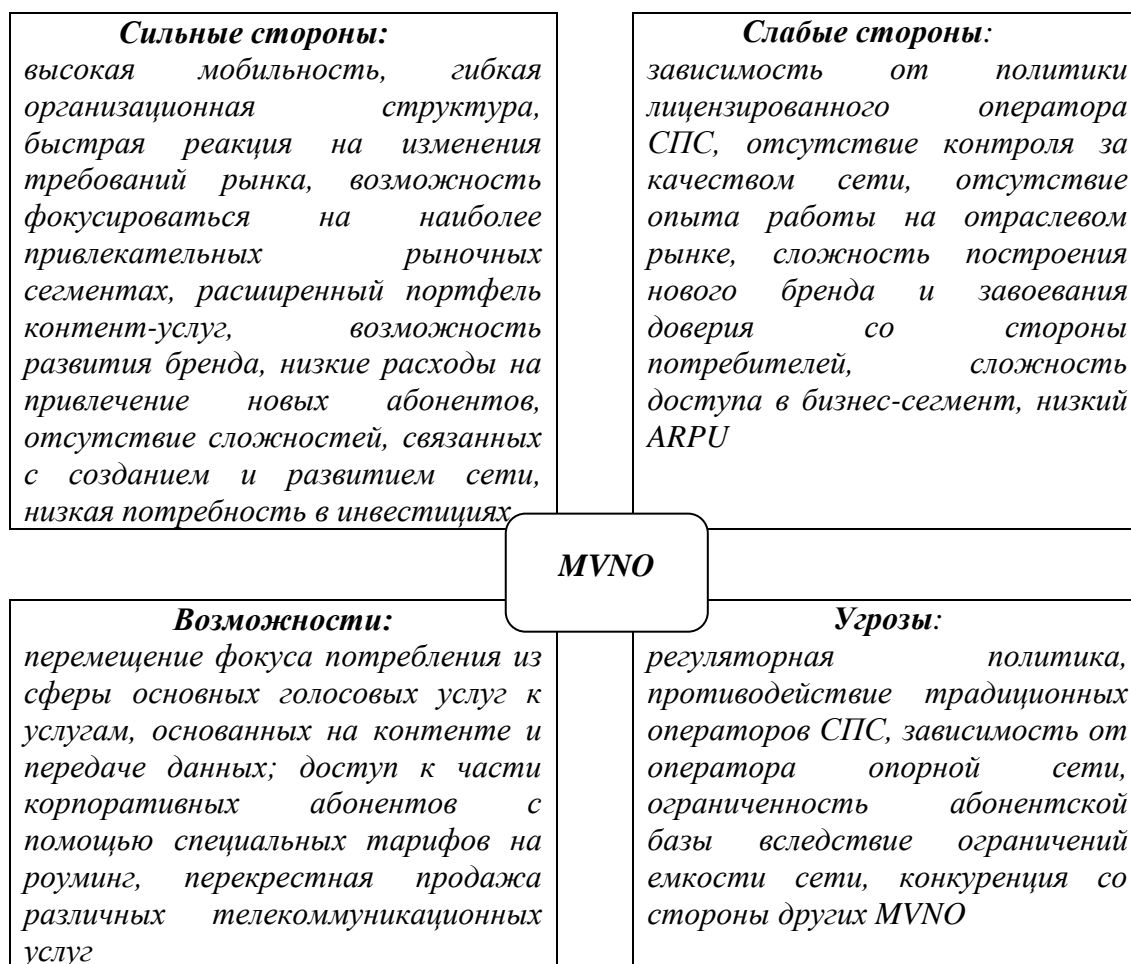 Сильные стороны:
высокая мобильность, гибкая
организационная структура,
быстрая реакция на изменения
требований рынка, возможность
фокусироваться на наиболее
привлекательных рыночных
сегментах, расширенный портфель
контент-услуг, возможность
развития бренда, низкие расходы на
привлечение новых абонентов,
отсутствие сложностей, связанных
с созданием и развитием сети,
низкая потребность в инвестициях
Слабые стороны:
зависимость от политики
лицензированного оператора
СПС, отсутствие контроля за
качеством сети, отсутствие
опыта работы на отраслевом
рынке, сложность построения
нового бренда и завоевания
доверия со стороны
потребителей, сложность
доступа в бизнес-сегмент, низкий
ARPU
MVNO
Возможности:
перемещение фокуса потребления из
сферы основных голосовых услуг к
услугам, основанных на контенте и
передаче данных; доступ к части
корпоративных абонентов с
помощью специальных тарифов на
роуминг, перекрестная продажа
различных телекоммуникационных
услуг
Угрозы:
регуляторная политика,
противодействие традиционных
операторов СПС, зависимость от
оператора опорной сети,
ограниченность абонентской
базы вследствие ограничений
емкости сети, конкуренция со
стороны других MVNO